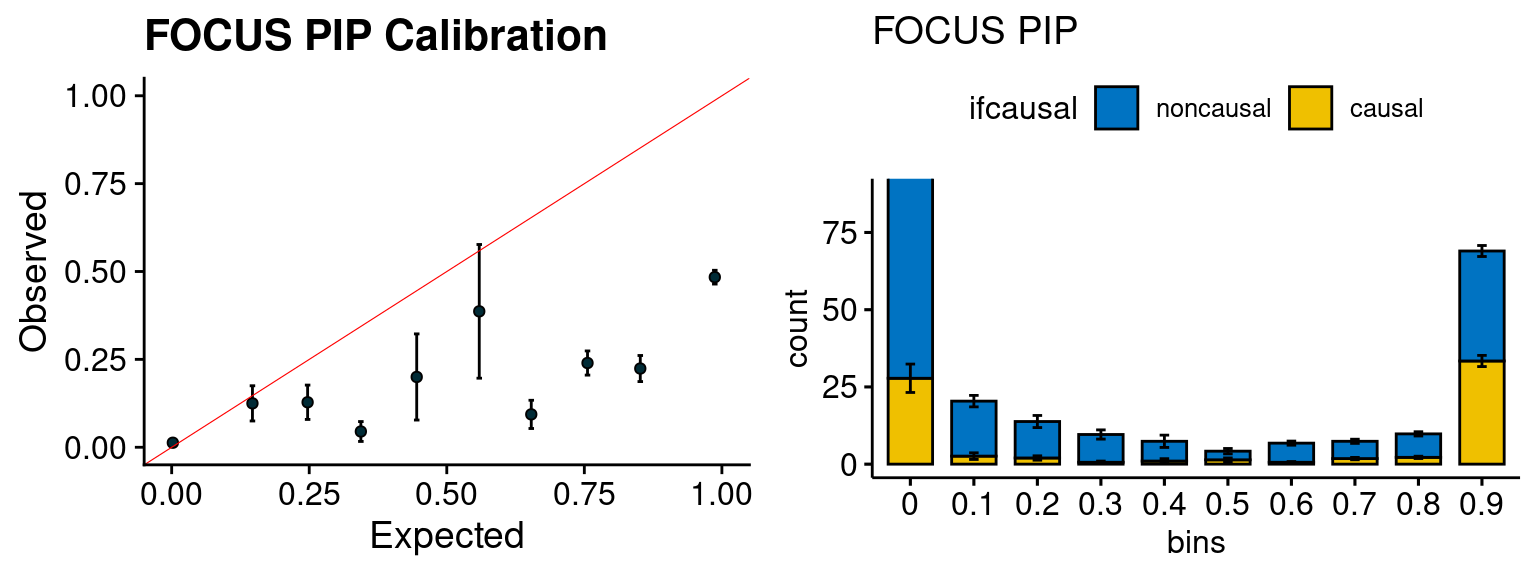 FOCUS PIP Calibration
1.00
0.75
0.50
0.25
0.00
Observed
0.00 0.25 0.50 0.75 1.00
Expected
FOCUS PIP
ifcausal noncausal causal
75
50
25
0
count
0 0.1 0.2 0.3 0.4 0.5 0.6 0.7 0.8 0.9
bins